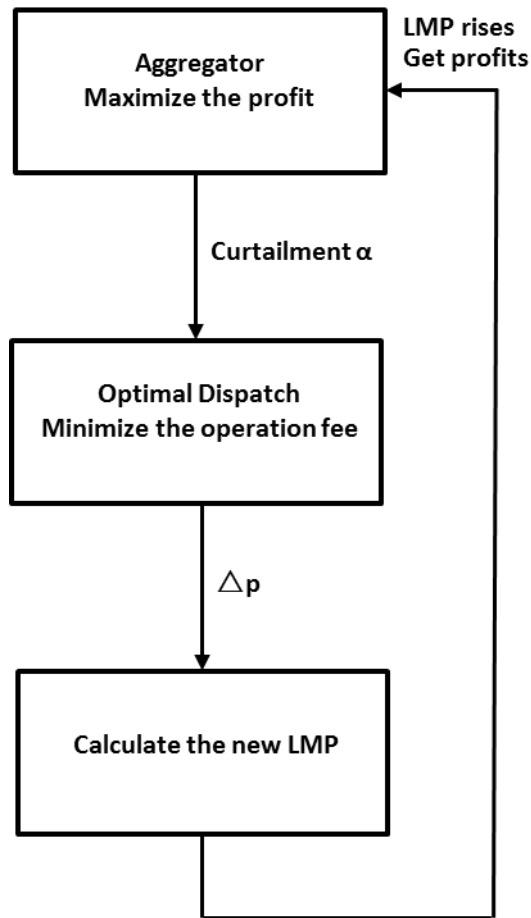 LMP rises
Get profits
Aggregator
Maximize the profit
Curtailment α
Optimal Dispatch
Minimize the operation fee
△p
Calculate the new LMP